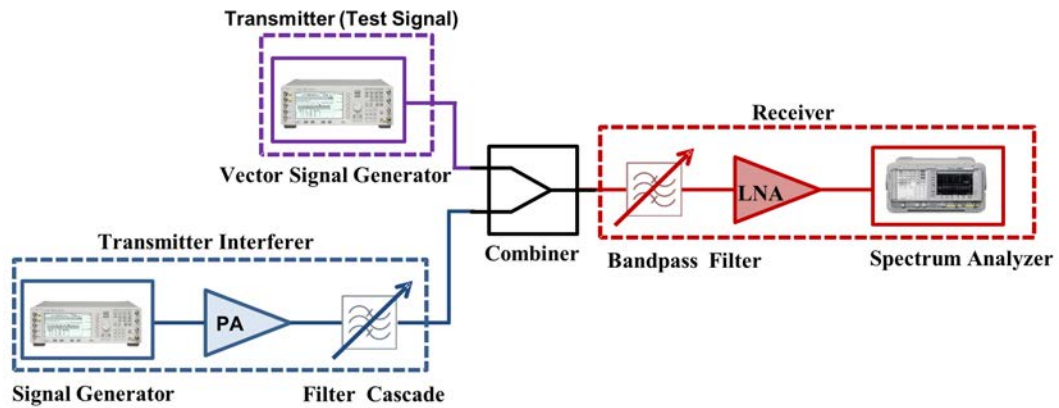 Transmitter (Test Signal)
Vector Signal Generator
Receiver
LNA
Combiner
Bandpass Filter
Spectrum Analyzer
Transmitter Interferer
PA
Signal Generator
Filter Cascade